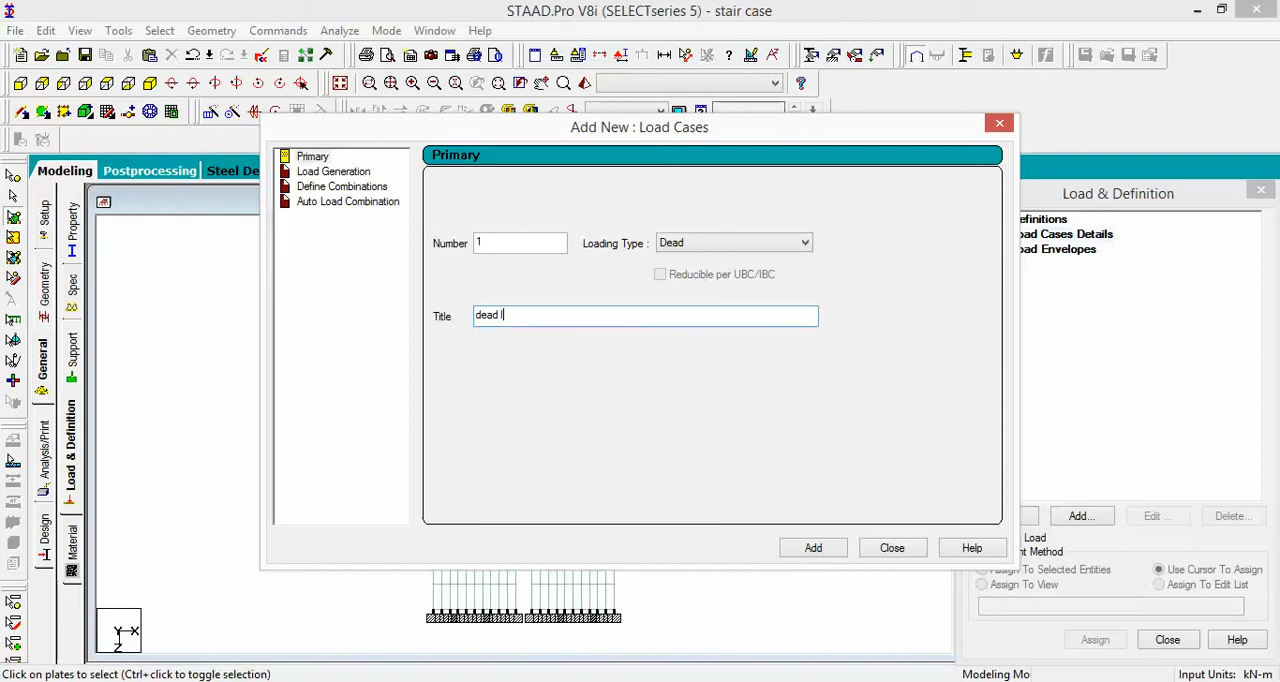 STAAD.Pro V8i (SELECTseries 5) - stair case
File Edit View Tools Select Geometry Commands Analyze Mode Window Help
Add New : Load Cases
Modeling Postprocessing Steel De
Load & Definition
Primary
Load Generation
Define Combinations
Auto Load Combination
Primary
Number 1 Loading Type : Dead
Reducible per UBC/IBC
Title dead l
Add Close Help
Setup
Geometry
General
Analysis/Print
Design
Property
Spec
Support
Load & Definition
Material
efinitions
oad Cases Details
oad Envelopes
Add... Edit ... Delete...
Load
nt Method
Assign To Selected Entities Use Cursor To Assign
Assign To View Assign To Edit List
Assign Close Help
Y X
Z
Click on plates to select (Ctrl+click to toggle selection) Modeling Mo Input Units: kN-m